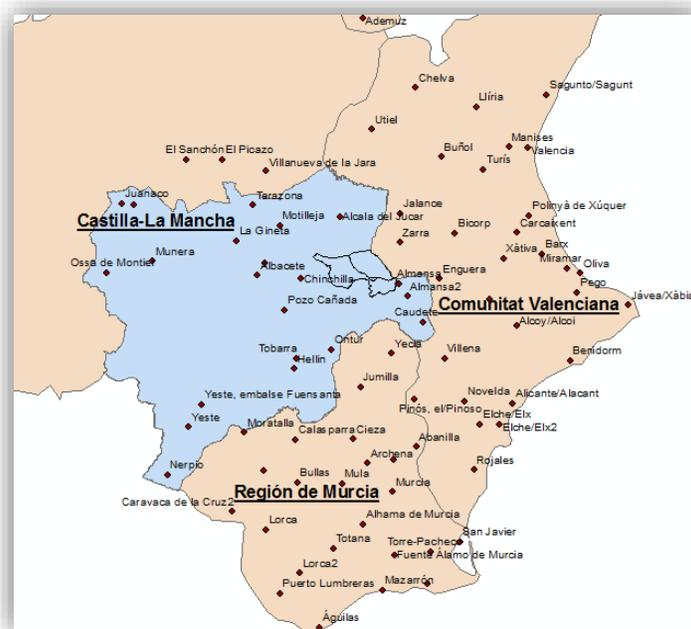 Ademuz
Chelva
Sagunto/Sagunt
Llíria
Utiel
Manises
Buñol
Valencia
El Sanchón El Picazo
Turís
Villanueva de la Jara
Juanaco
Tarazona
Jalance
Polinyà de Xúquer
Castilla-La Mancha
Motilleja
Alcala del Jucar
Bicorp
Carcaixent
La Gineta
Zarra
Xàtiva
Barx
Munera
Miramar
Ossa de Montiel
Albacete
Oliva
Chinchilla
Almansa
Enguera
Pego
Almansa2
Comunitat Valenciana
Jávea/Xàbia
Pozo Cañada
Caudete
Alcoy/Alcoi
Ontur
Yecla
Tobarra
Villena
Benidorm
Hellín
Jumilla
Yeste, embalse Fuensanta
Novelda
Alicante/Alacant
Pinós, el/Pinoso
Yeste
Moratalla
Elche/Elx
Calasparra
Cieza
Abanilla
Elche/Elx2
Archena
Nerpio
Bullas
Mula
Rojales
Región de Murcia
Murcia
Caravaca de la Cruz2
Lorca
Alhama de Murcia
San Javier
Totana
Torre-Pacheco
Fuente Álamo de Murcia
Lorca2
Puerto Lumbreras
Mazarrón
Águilas